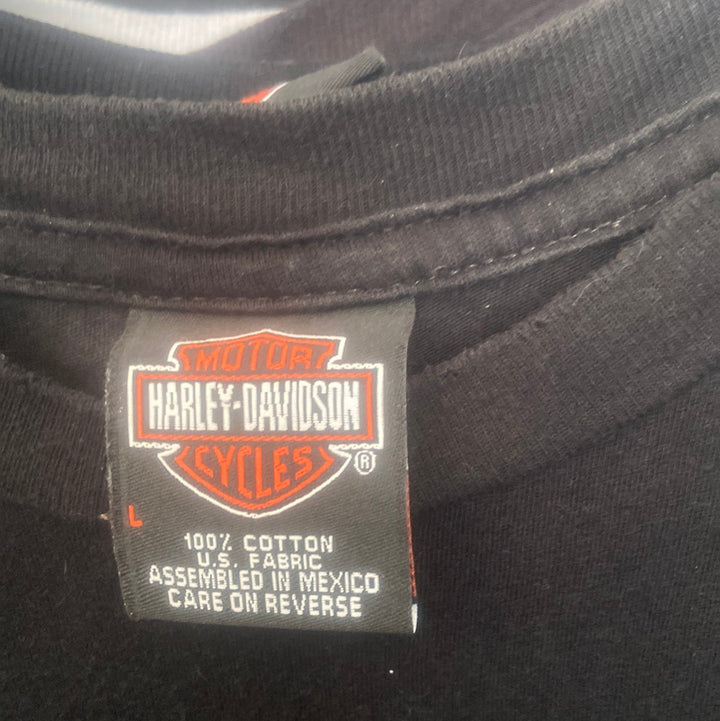 MOTOR
HARLEY-DAVIDSON
CYCLES
®
L
100% COTTON
U.S. FABRIC
ASSEMBLED IN MEXICO
CARE ON REVERSE